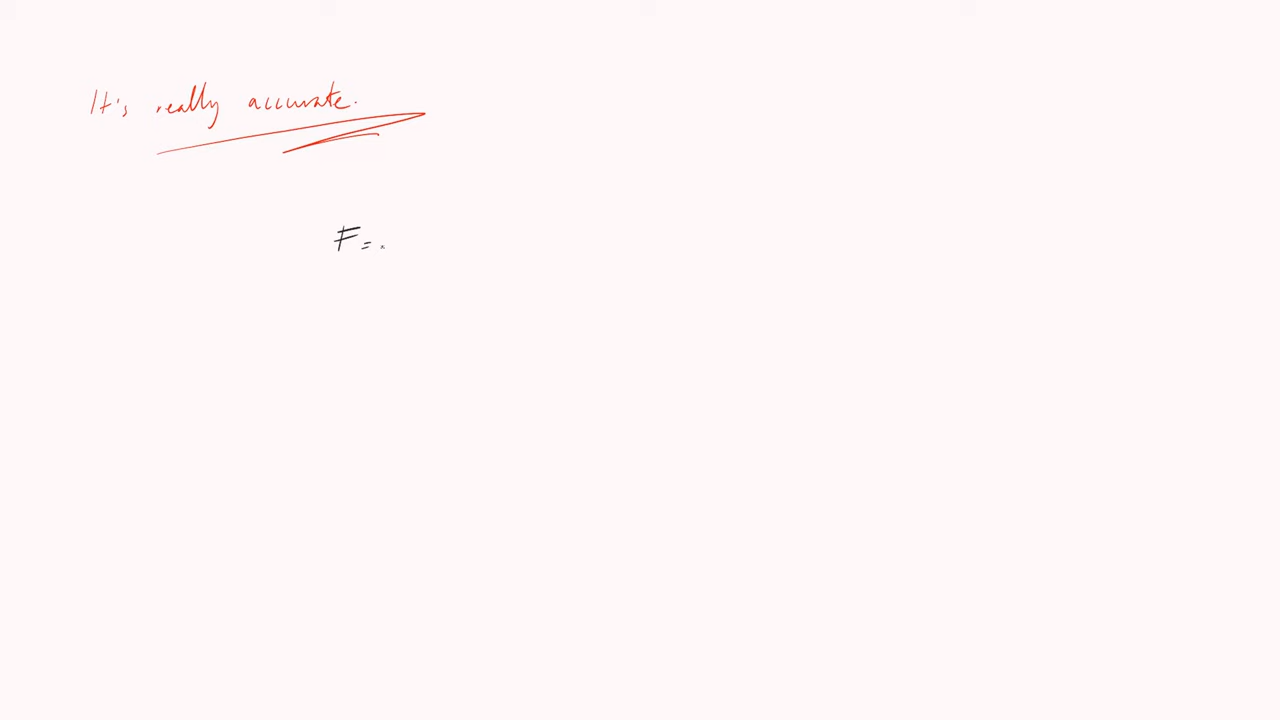 It's really accurate.
F =